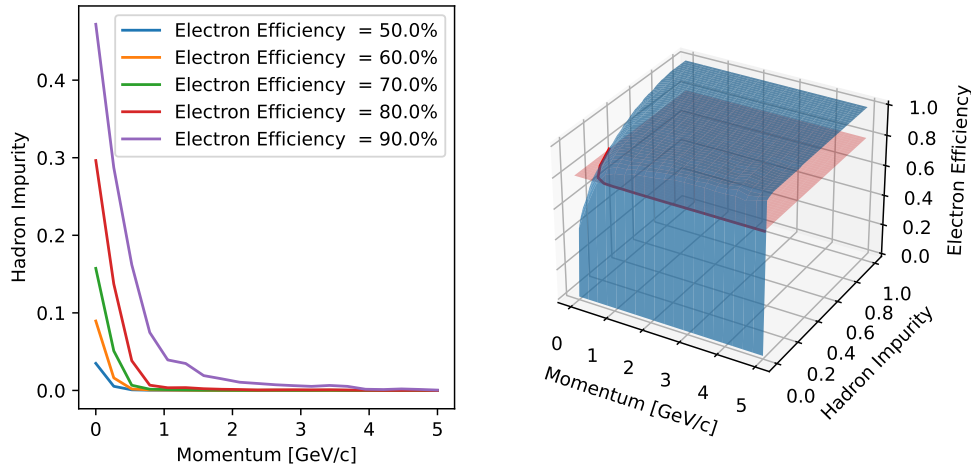 Electron Efficiency = 50.0%
Electron Efficiency = 60.0%
Electron Efficiency = 70.0%
Electron Efficiency = 80.0%
Electron Efficiency = 90.0%
Hadron Impurity
0.4
0.3
0.2
0.1
0.0
0 1 2 3 4 5
Momentum [GeV/c]
0 1 2 3 4 5
Momentum [GeV/c]
0.0 0.2 0.4 0.6 0.8 1.0
Hadron Impurity
0.0 0.2 0.4 0.6 0.8 1.0
Electron Efficiency